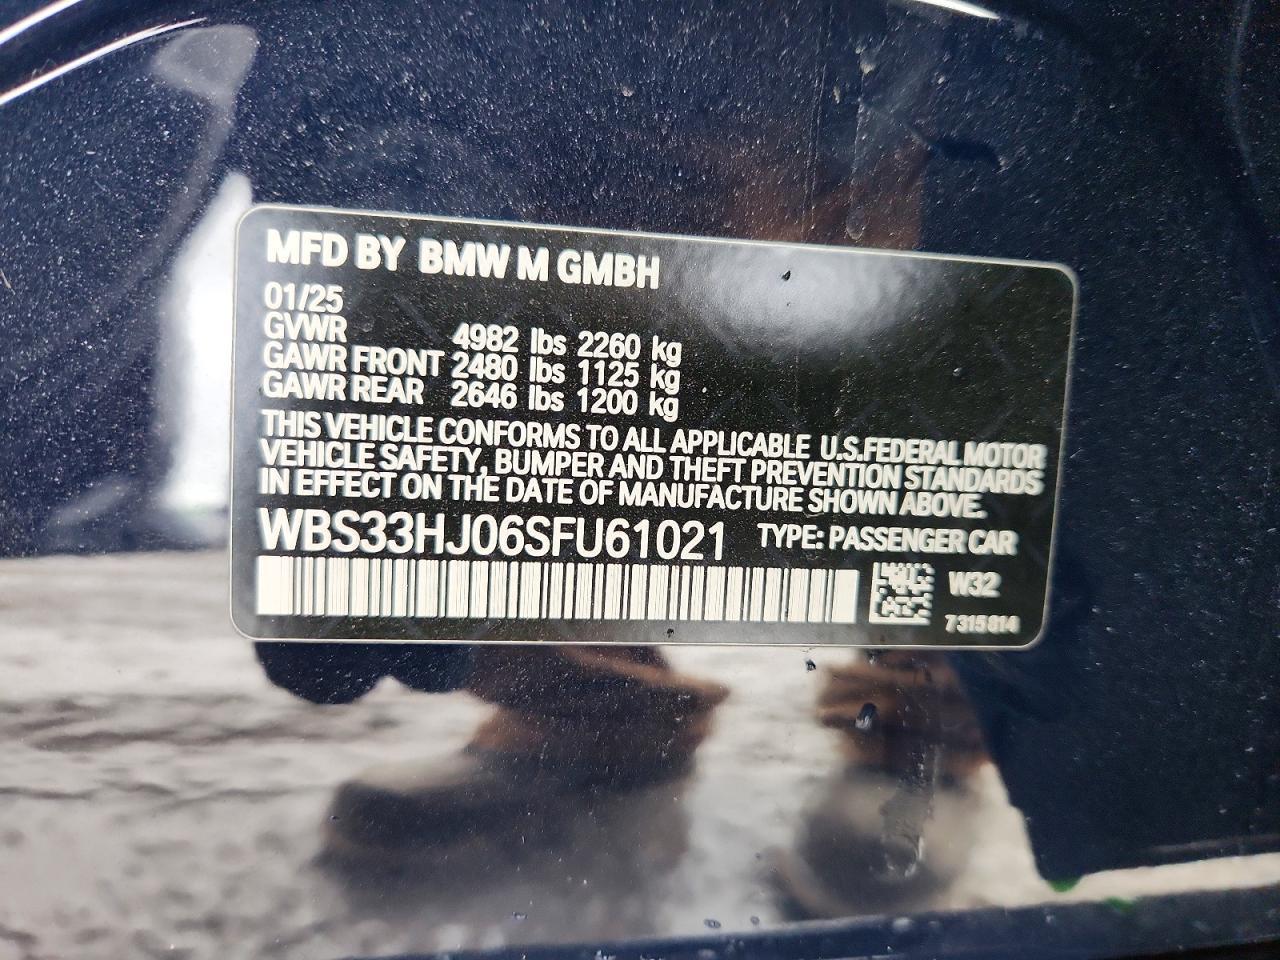 MFD BY BMW M GMBH
01/25
GVWR 4982 lbs 2260 kg
GAWR FRONT 2480 lbs 1125 kg
GAWR REAR 2646 lbs 1200 kg
THIS VEHICLE CONFORMS TO ALL APPLICABLE U.S.FEDERAL MOTOR
VEHICLE SAFETY, BUMPER AND THEFT PREVENTION STANDARDS
IN EFFECT ON THE DATE OF MANUFACTURE SHOWN ABOVE.
WBS33HJ06SFU61021 TYPE: PASSENGER CAR
W32
7315814